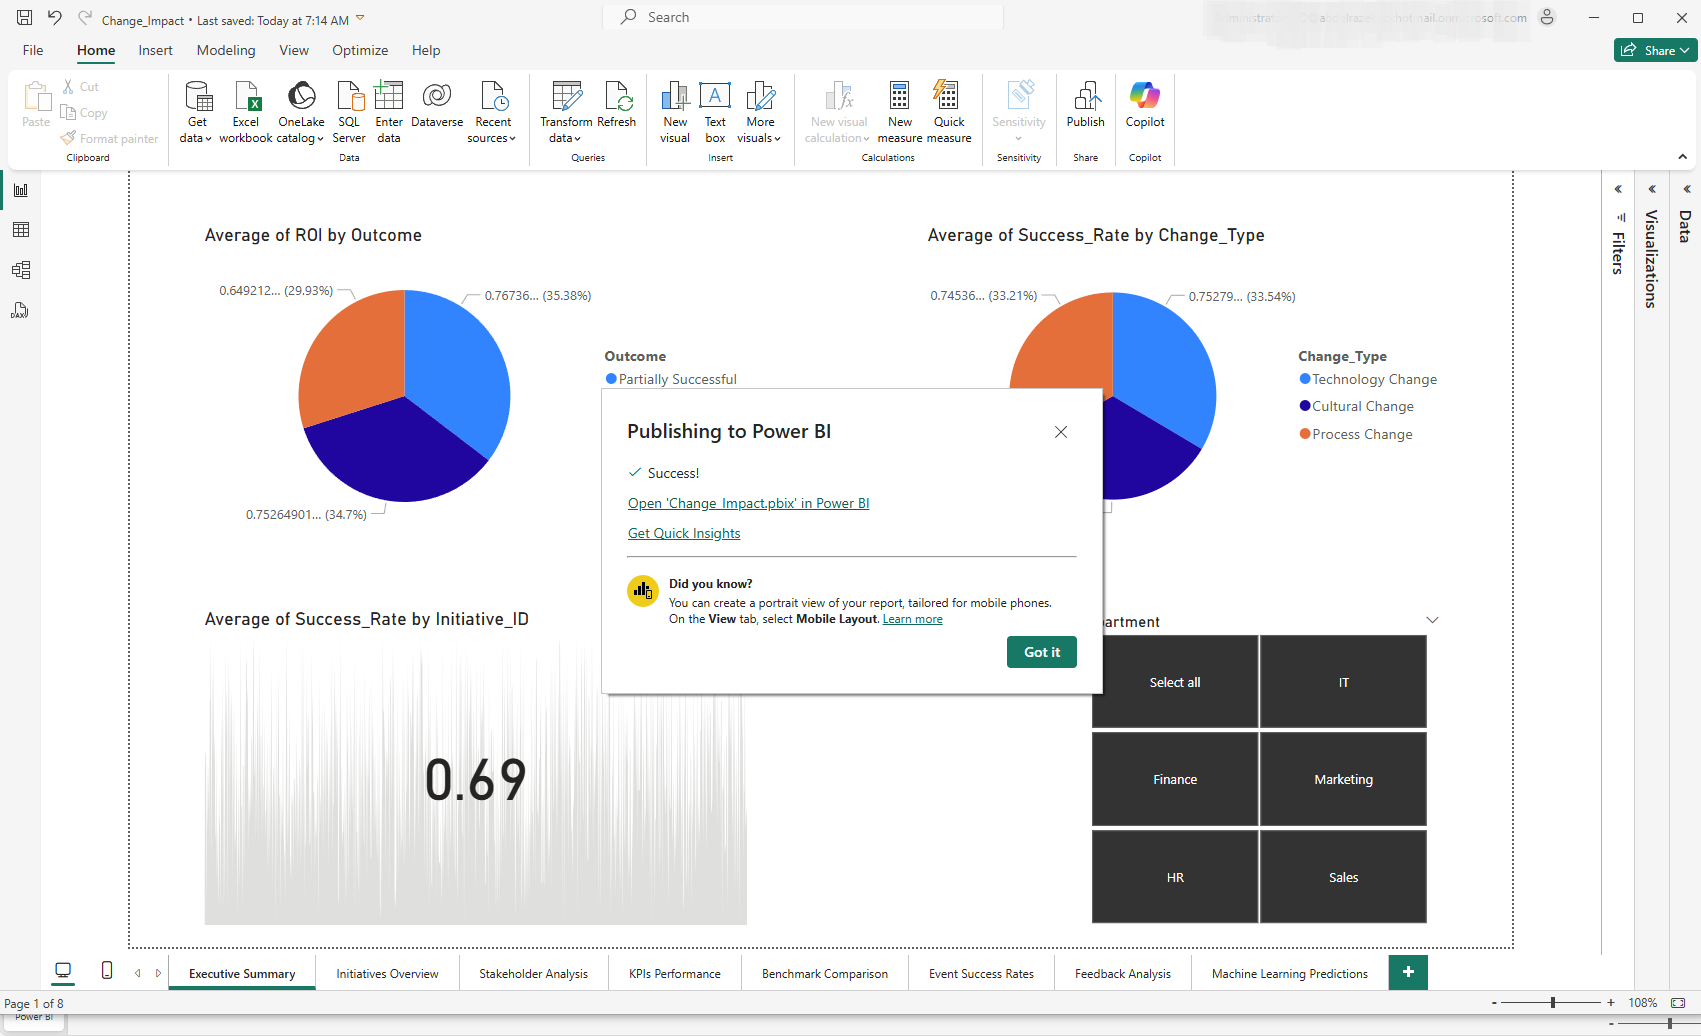 Change_Impact • Last saved: Today at 7:14 AM
Search
File
Home
Insert
Modeling
View
Optimize
Help
Share
Paste
Cut
Copy
Format painter
Clipboard
Get data
Excel workbook
OneLake catalog
SQL Server
Enter data
Dataverse
Recent sources
Data
Transform data
Refresh
Queries
New visual
Text box
More visuals
Insert
New visual calculation
New measure
Quick measure
Calculations
Sensitivity
Sensitivity
Publish
Share
Copilot
Copilot
DAX
Filters
Visualizations
Data
Average of ROI by Outcome
0.649212... (29.93%)
0.76736... (35.38%)
0.75264901... (34.7%)
Outcome
Partially Successful
Average of Success_Rate by Change_Type
0.74536... (33.21%)
0.75279... (33.54%)
Change_Type
Technology Change
Cultural Change
Process Change
Publishing to Power BI
Success!
Open 'Change_Impact.pbix' in Power BI
Get Quick Insights
Did you know?
You can create a portrait view of your report, tailored for mobile phones.
On the View tab, select Mobile Layout. Learn more
Got it
Average of Success_Rate by Initiative_ID
0.69
partment
Select all
IT
Finance
Marketing
HR
Sales
Executive Summary
Initiatives Overview
Stakeholder Analysis
KPIs Performance
Benchmark Comparison
Event Success Rates
Feedback Analysis
Machine Learning Predictions
+
Page 1 of 8
- + 108%
Power BI